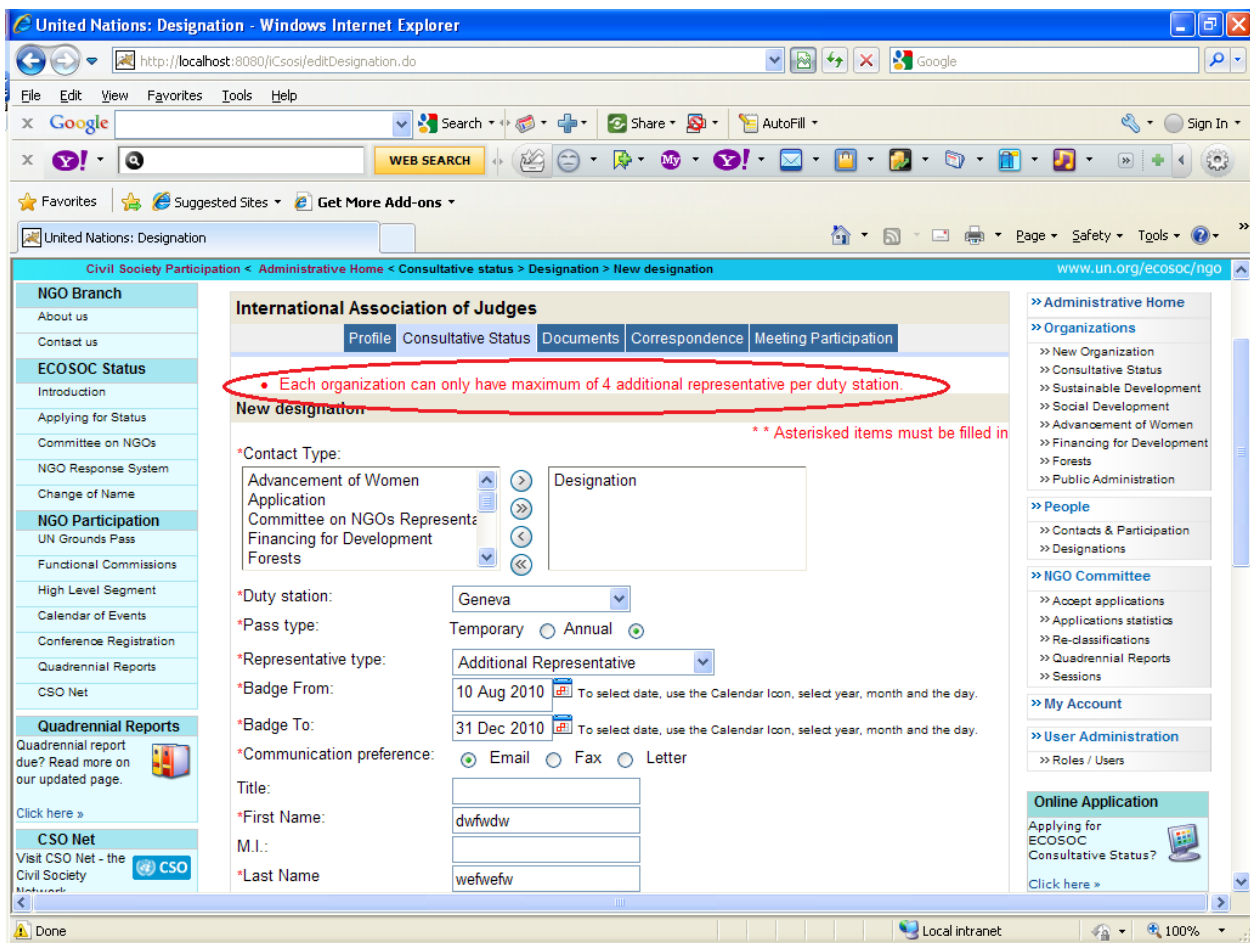 United Nations: Designation - Windows Internet Explorer
http://localhost:8080/iCsosi/editDesignation.do
Google
File Edit View Favorites Tools Help
x Google Search Share AutoFill Sign In
x Y! WEB SEARCH My Y!
Favorites Suggested Sites Get More Add-ons
United Nations: Designation Page Safety Tools
Civil Society Participation < Administrative Home < Consultative status > Designation > New designation www.un.org/ecosoc/ngo
NGO Branch
About us
Contact us
ECOSOC Status
Introduction
Applying for Status
Committee on NGOs
NGO Response System
Change of Name
NGO Participation
UN Grounds Pass
Functional Commissions
High Level Segment
Calendar of Events
Conference Registration
Quadrennial Reports
CSO Net
Quadrennial Reports
Quadrennial report
due? Read more on
our updated page.
Click here »
CSO Net
Visit CSO Net - the
Civil Society
Network
CSO
International Association of Judges
Profile Consultative Status Documents Correspondence Meeting Participation
• Each organization can only have maximum of 4 additional representative per duty station.
New designation
* * Asterisked items must be filled in
*Contact Type:
Advancement of Women
Application
Committee on NGOs Representa
Financing for Development
Forests
Designation
*Duty station: Geneva
*Pass type: Temporary Annual
*Representative type: Additional Representative
*Badge From: 10 Aug 2010 To select date, use the Calendar Icon, select year, month and the day.
*Badge To: 31 Dec 2010 To select date, use the Calendar Icon, select year, month and the day.
*Communication preference: Email Fax Letter
Title:
*First Name: dwfwdw
M.I.:
*Last Name wefwefw
»Administrative Home
»Organizations
»New Organization
»Consultative Status
»Sustainable Development
»Social Development
»Advancement of Women
»Financing for Development
»Forests
»Public Administration
»People
»Contacts & Participation
»Designations
»NGO Committee
»Accept applications
»Applications statistics
»Re-classifications
»Quadrennial Reports
»Sessions
»My Account
»User Administration
»Roles / Users
Online Application
Applying for
ECOSOC
Consultative Status?
Click here »
Done Local intranet 100%